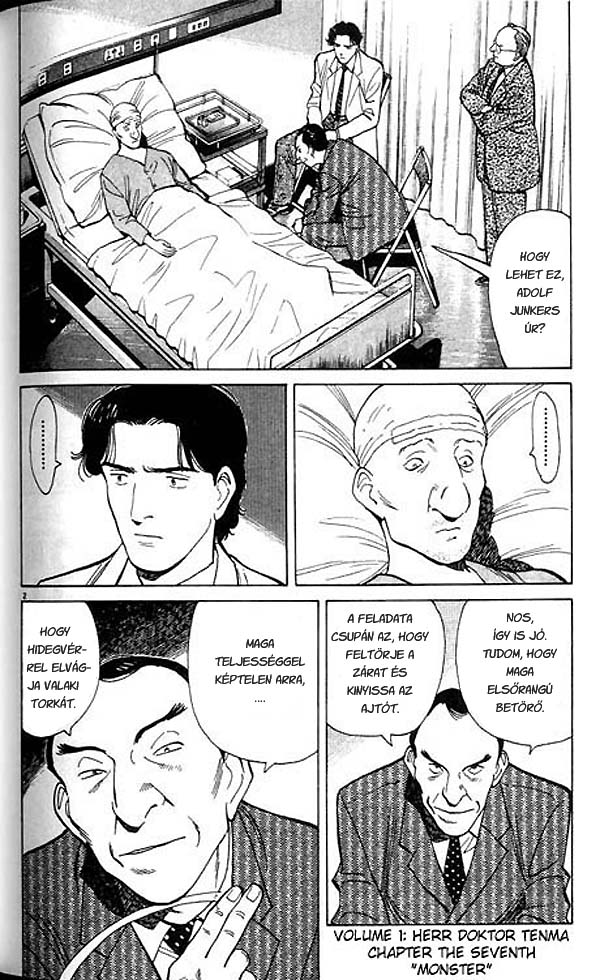 HOGY
LEHET EZ,
ADOLF
JUNKERS
ÚR?
.........
.........
NOS,
ÍGY IS JÓ.
TUDOM, HOGY
MAGA
ELSŐRANGÚ
BETÖRŐ.
A FELADATA
CSUPÁN AZ, HOGY
FELTÖRJE A
ZÁRAT ÉS
KINYISSA AZ
AJTÓT.
MAGA
TELJESSÉGGEL
KÉPTELEN ARRA,
....
HOGY
HIDEGVÉR-
REL ELVÁG-
JA VALAKI
TORKÁT.
2
VOLUME 1: HERR DOKTOR TENMA
CHAPTER THE SEVENTH
"MONSTER"